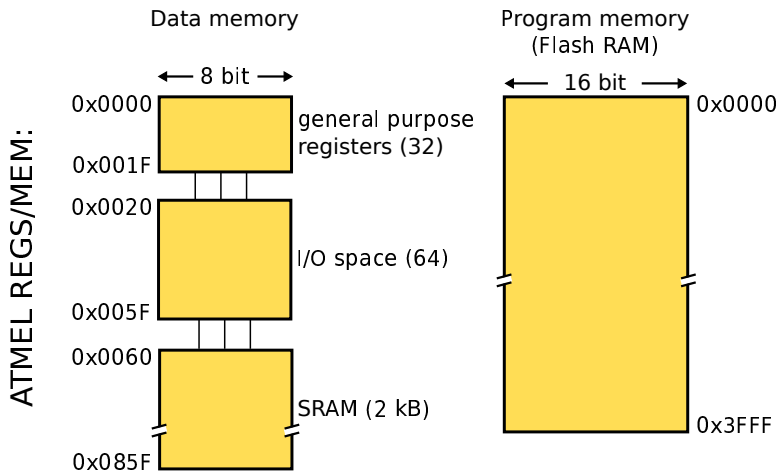 Data memory
Program memory
(Flash RAM)
8 bit
16 bit
0x0000
general purpose
registers (32)
0x001F
0x0020
I/O space (64)
0x005F
0x0060
SRAM (2 kB)
0x085F
0x0000
0x3FFF
ATMEL REGS/MEM: